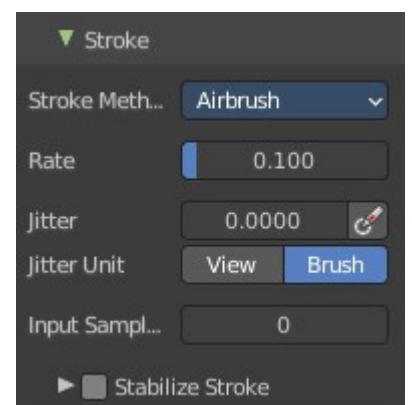 Stroke
Stroke Meth... Airbrush
Rate 0.100
Jitter 0.0000
Jitter Unit View Brush
Input Sampl... 0
Stabilize Stroke